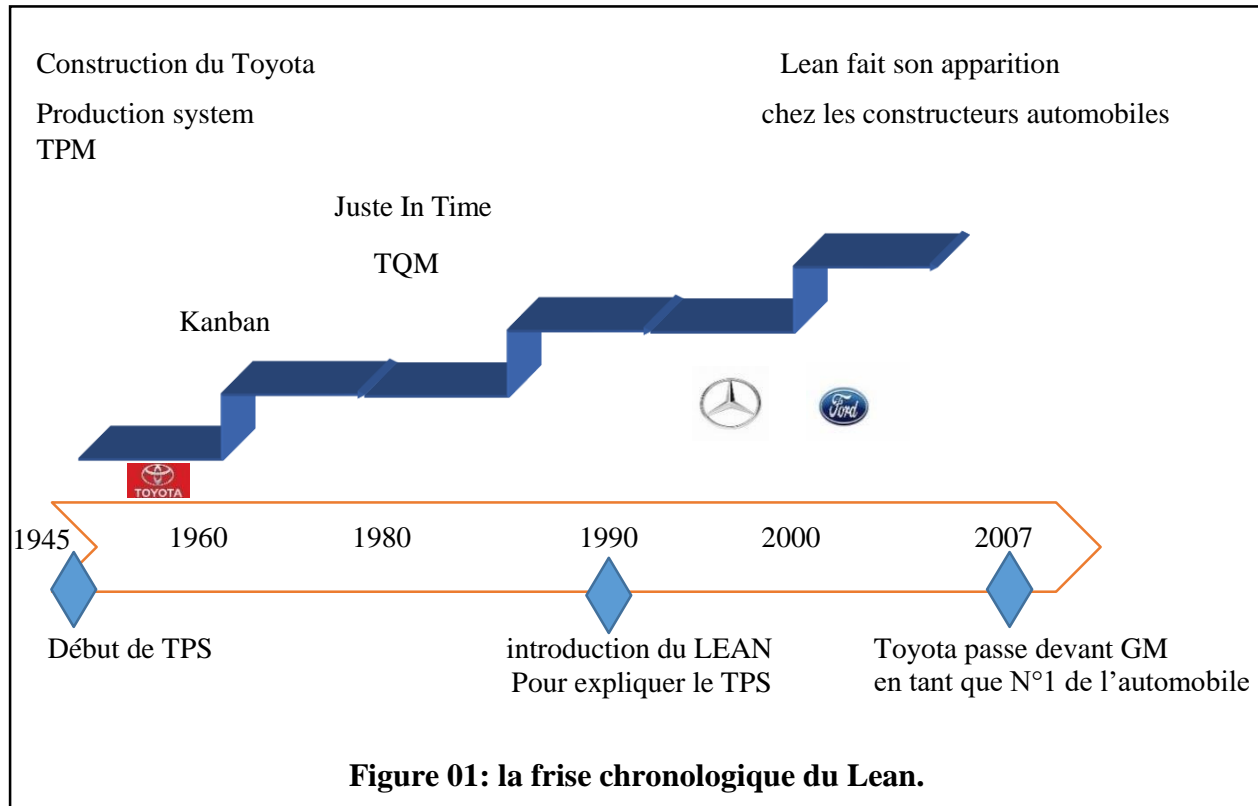 Construction du Toyota
Production system
TPM
Lean fait son apparition
chez les constructeurs automobiles
Juste In Time
TQM
Kanban
Ford
TOYOTA
1945
1960
1980
1990
2000
2007
Début de TPS
introduction du LEAN
Pour expliquer le TPS
Toyota passe devant GM
en tant que N°1 de l’automobile
Figure 01: la frise chronologique du Lean.